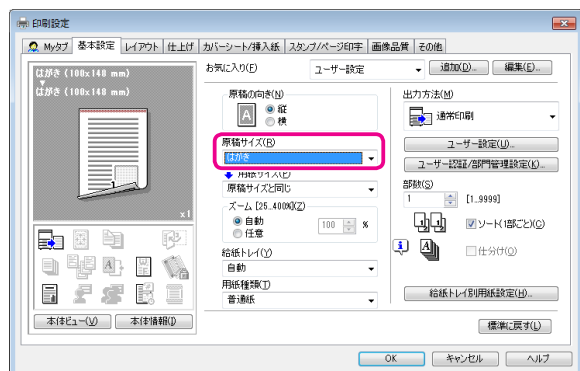 印刷設定
Myタブ 基本設定 レイアウト 仕上げ カバーシート/挿入紙 スタンプ/ページ印字 画像品質 その他
はがき (100x148 mm)
はがき (100x148 mm)
x1
本体ビュー(V)
本体情報(I)
お気に入り(F)
ユーザー設定
追加(D)...
編集(E)...
原稿の向き(N)
A
縦
横
原稿サイズ(R)
はがき
用紙サイズ(E)
原稿サイズと同じ
ズーム [25..400%](Z)
自動
任意
100 %
給紙トレイ(Y)
自動
用紙種類(T)
普通紙
出力方法(M)
通常印刷
ユーザー設定(U)...
ユーザー認証/部門管理設定(K)...
部数(S)
1 [1..9999]
ソート(1部ごと)(C)
仕分け(O)
給紙トレイ別用紙設定(H)...
標準に戻す(L)
OK キャンセル ヘルプ